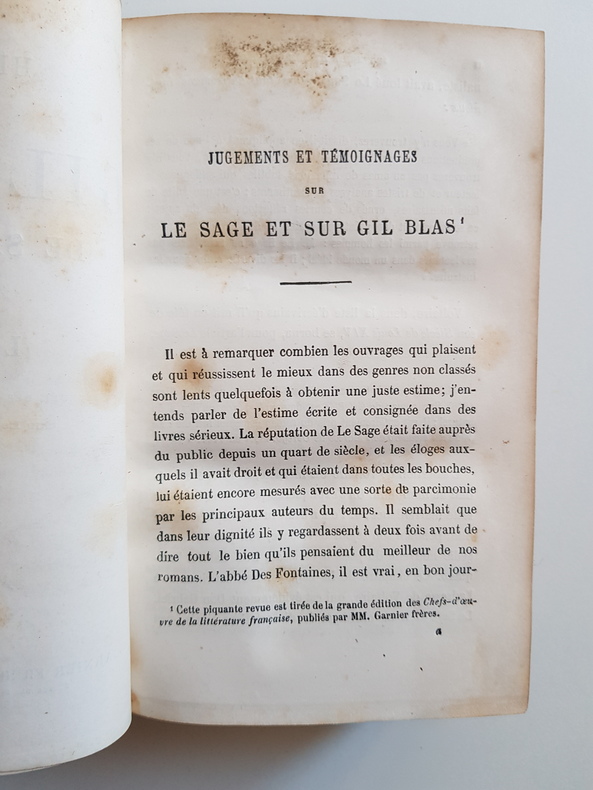 JUGEMENTS ET TÉMOIGNAGES
SUR
LE SAGE ET SUR GIL BLAS¹
Il est à remarquer combien les ouvrages qui plaisent
et qui réussissent le mieux dans des genres non classés
sont lents quelquefois à obtenir une juste estime; j'en-
tends parler de l'estime écrite et consignée dans des
livres sérieux. La réputation de Le Sage était faite auprès
du public depuis un quart de siècle, et les éloges aux-
quels il avait droit et qui étaient dans toutes les bouches,
lui étaient encore mesurés avec une sorte de parcimonie
par les principaux auteurs du temps. Il semblait que
dans leur dignité ils y regardassent à deux fois avant de
dire tout le bien qu'ils pensaient du meilleur de nos
romans. L'abbé Des Fontaines, il est vrai, en bon jour-
¹ Cette piquante revue est tirée de la grande édition des Chefs-d'œu-
vre de la littérature française, publiés par MM. Garnier frères.
a